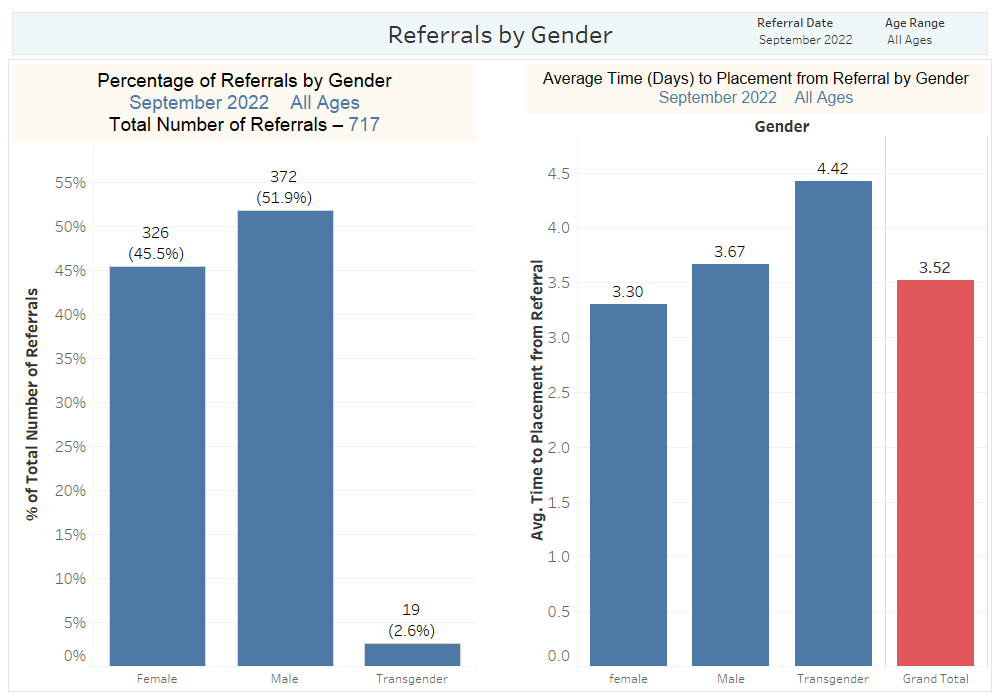 Referrals by Gender
Referral Date
September 2022
Age Range
All Ages
Percentage of Referrals by Gender
September 2022 All Ages
Total Number of Referrals – 717
% of Total Number of Referrals
55%
50%
45%
40%
35%
30%
25%
20%
15%
10%
5%
0%
326
(45.5%)
372
(51.9%)
19
(2.6%)
Female Male Transgender
Average Time (Days) to Placement from Referral by Gender
September 2022 All Ages
Gender
Avg. Time to Placement from Referral
4.5
4.0
3.5
3.0
2.5
2.0
1.5
1.0
0.5
0.0
3.30
3.67
4.42
3.52
female Male Transgender Grand Total